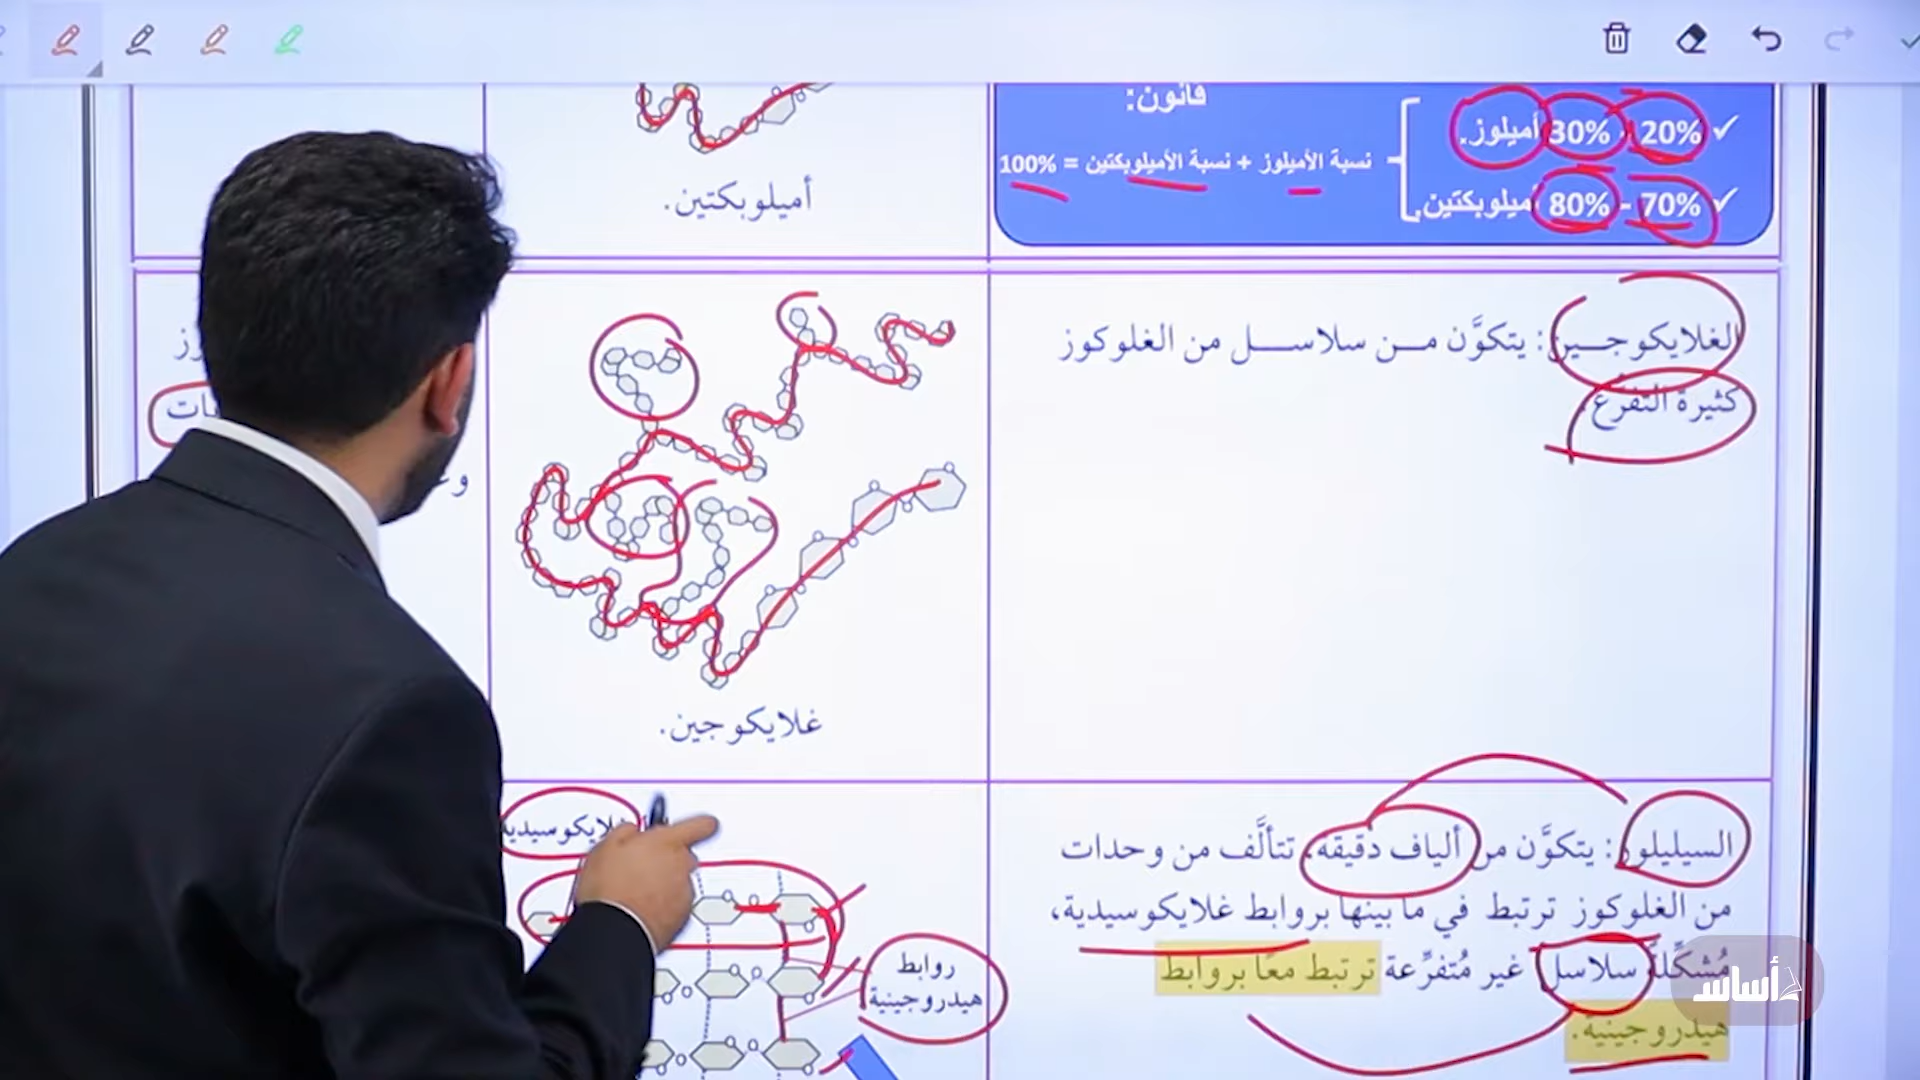 قانون:
✓ 20% - 30% أميلوز.
✓ 70% - 80% أميلوبكتين.
نسبة الأميلوز + نسبة الأميلوبكتين = 100%
أميلوبكتين.
الغلايكوجين: يتكوَّن من سلاسل من الغلوكوز
كثيرة التفرّع.
غلايكوجين.
السيليلوز: يتكوَّن من ألياف دقيقة، تتألَّف من وحدات
من الغلوكوز ترتبط في ما بينها بروابط غلايكوسيدية،
مُشكِّلة سلاسل غير مُتفرِّعة ترتبط معًا بروابط
هيدروجينية.
روابط
هيدروجينية
أساس